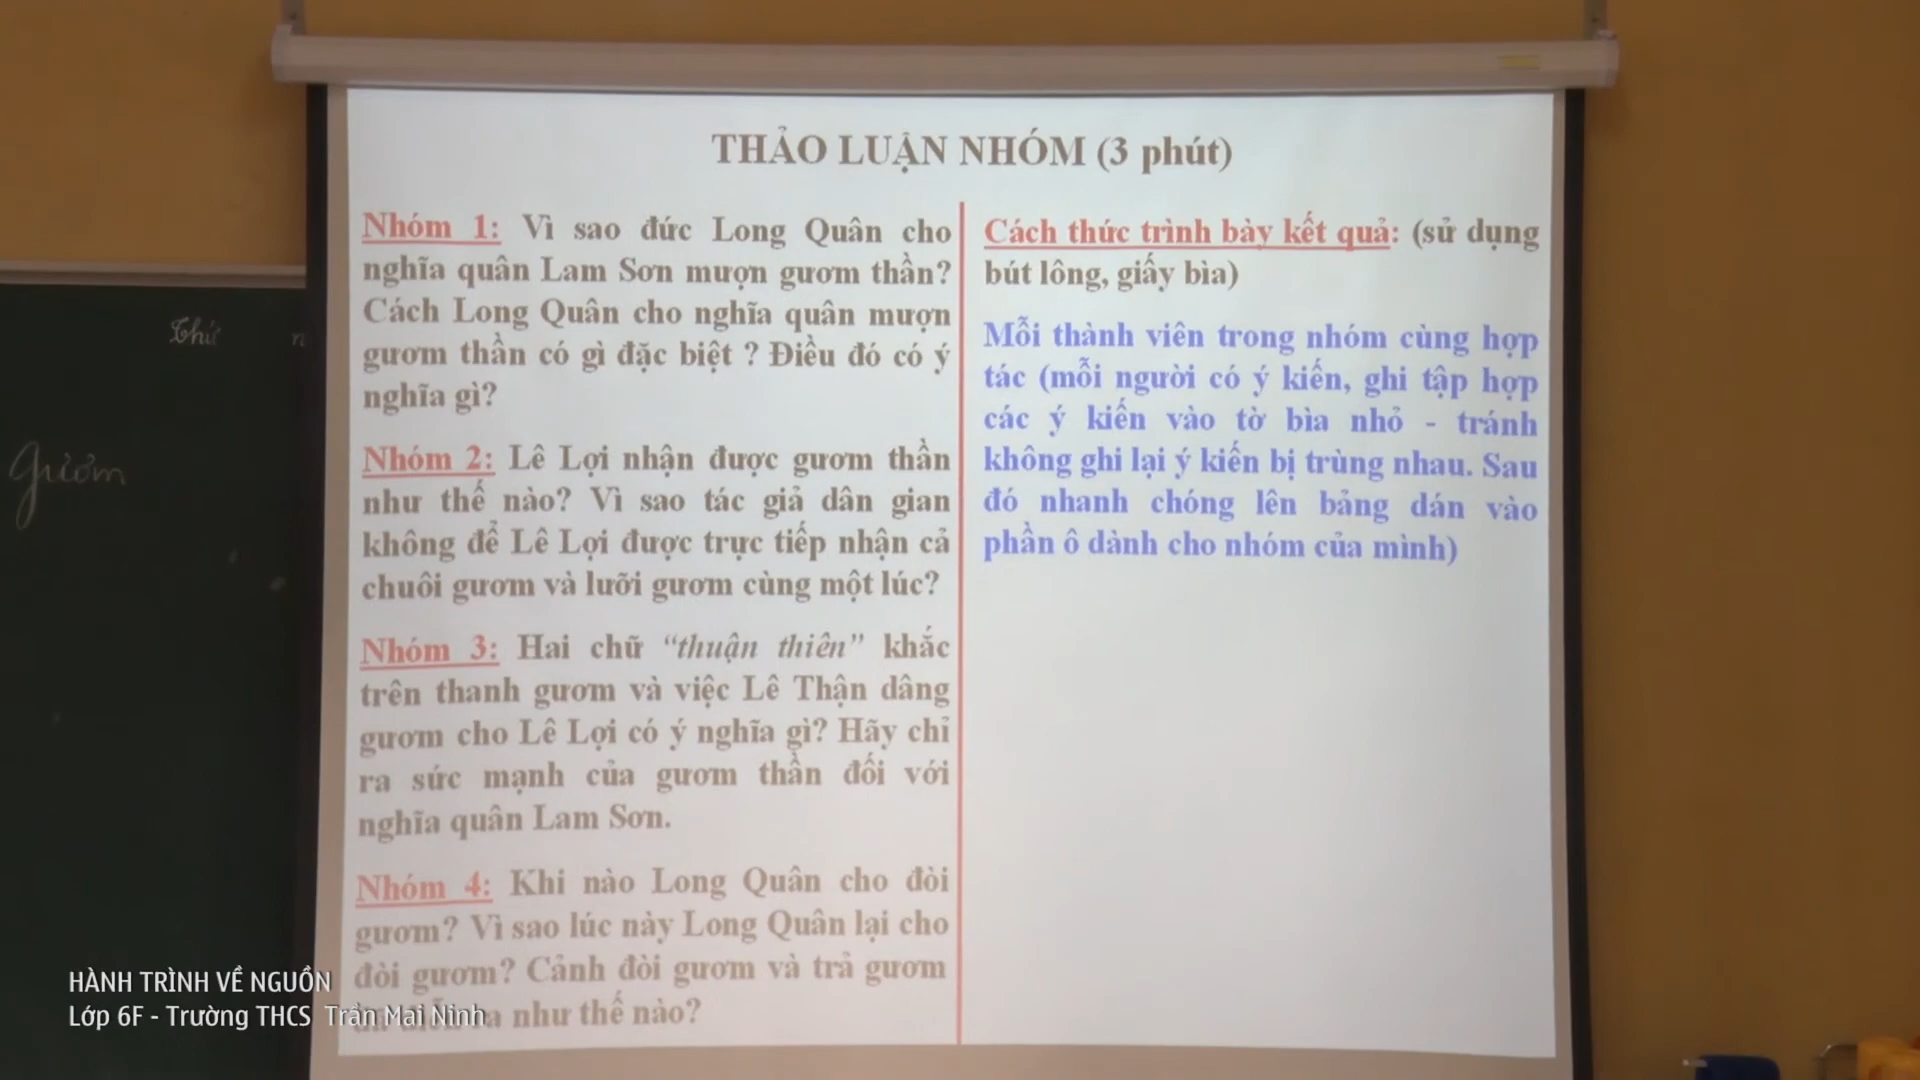 THẢO LUẬN NHÓM (3 phút)
Nhóm 1: Vì sao đức Long Quân cho
nghĩa quân Lam Sơn mượn gươm thần?
Cách Long Quân cho nghĩa quân mượn
gươm thần có gì đặc biệt ? Điều đó có ý
nghĩa gì?
Nhóm 2: Lê Lợi nhận được gươm thần
như thế nào? Vì sao tác giả dân gian
không để Lê Lợi được trực tiếp nhận cả
chuôi gươm và lưỡi gươm cùng một lúc?
Nhóm 3: Hai chữ “thuận thiên” khắc
trên thanh gươm và việc Lê Thận dâng
gươm cho Lê Lợi có ý nghĩa gì? Hãy chỉ
ra sức mạnh của gươm thần đối với
nghĩa quân Lam Sơn.
Nhóm 4: Khi nào Long Quân cho đòi
gươm? Vì sao lúc này Long Quân lại cho
đòi gươm? Cảnh đòi gươm và trả gươm
như thế nào?
Cách thức trình bày kết quả: (sử dụng
bút lông, giấy bìa)
Mỗi thành viên trong nhóm cùng hợp
tác (mỗi người có ý kiến, ghi tập hợp
các ý kiến vào tờ bìa nhỏ - tránh
không ghi lại ý kiến bị trùng nhau. Sau
đó nhanh chóng lên bảng dán vào
phần ô dành cho nhóm của mình)
Thứ
Gươm
HÀNH TRÌNH VỀ NGUỒN
Lớp 6F - Trường THCS Trần Mai Ninh